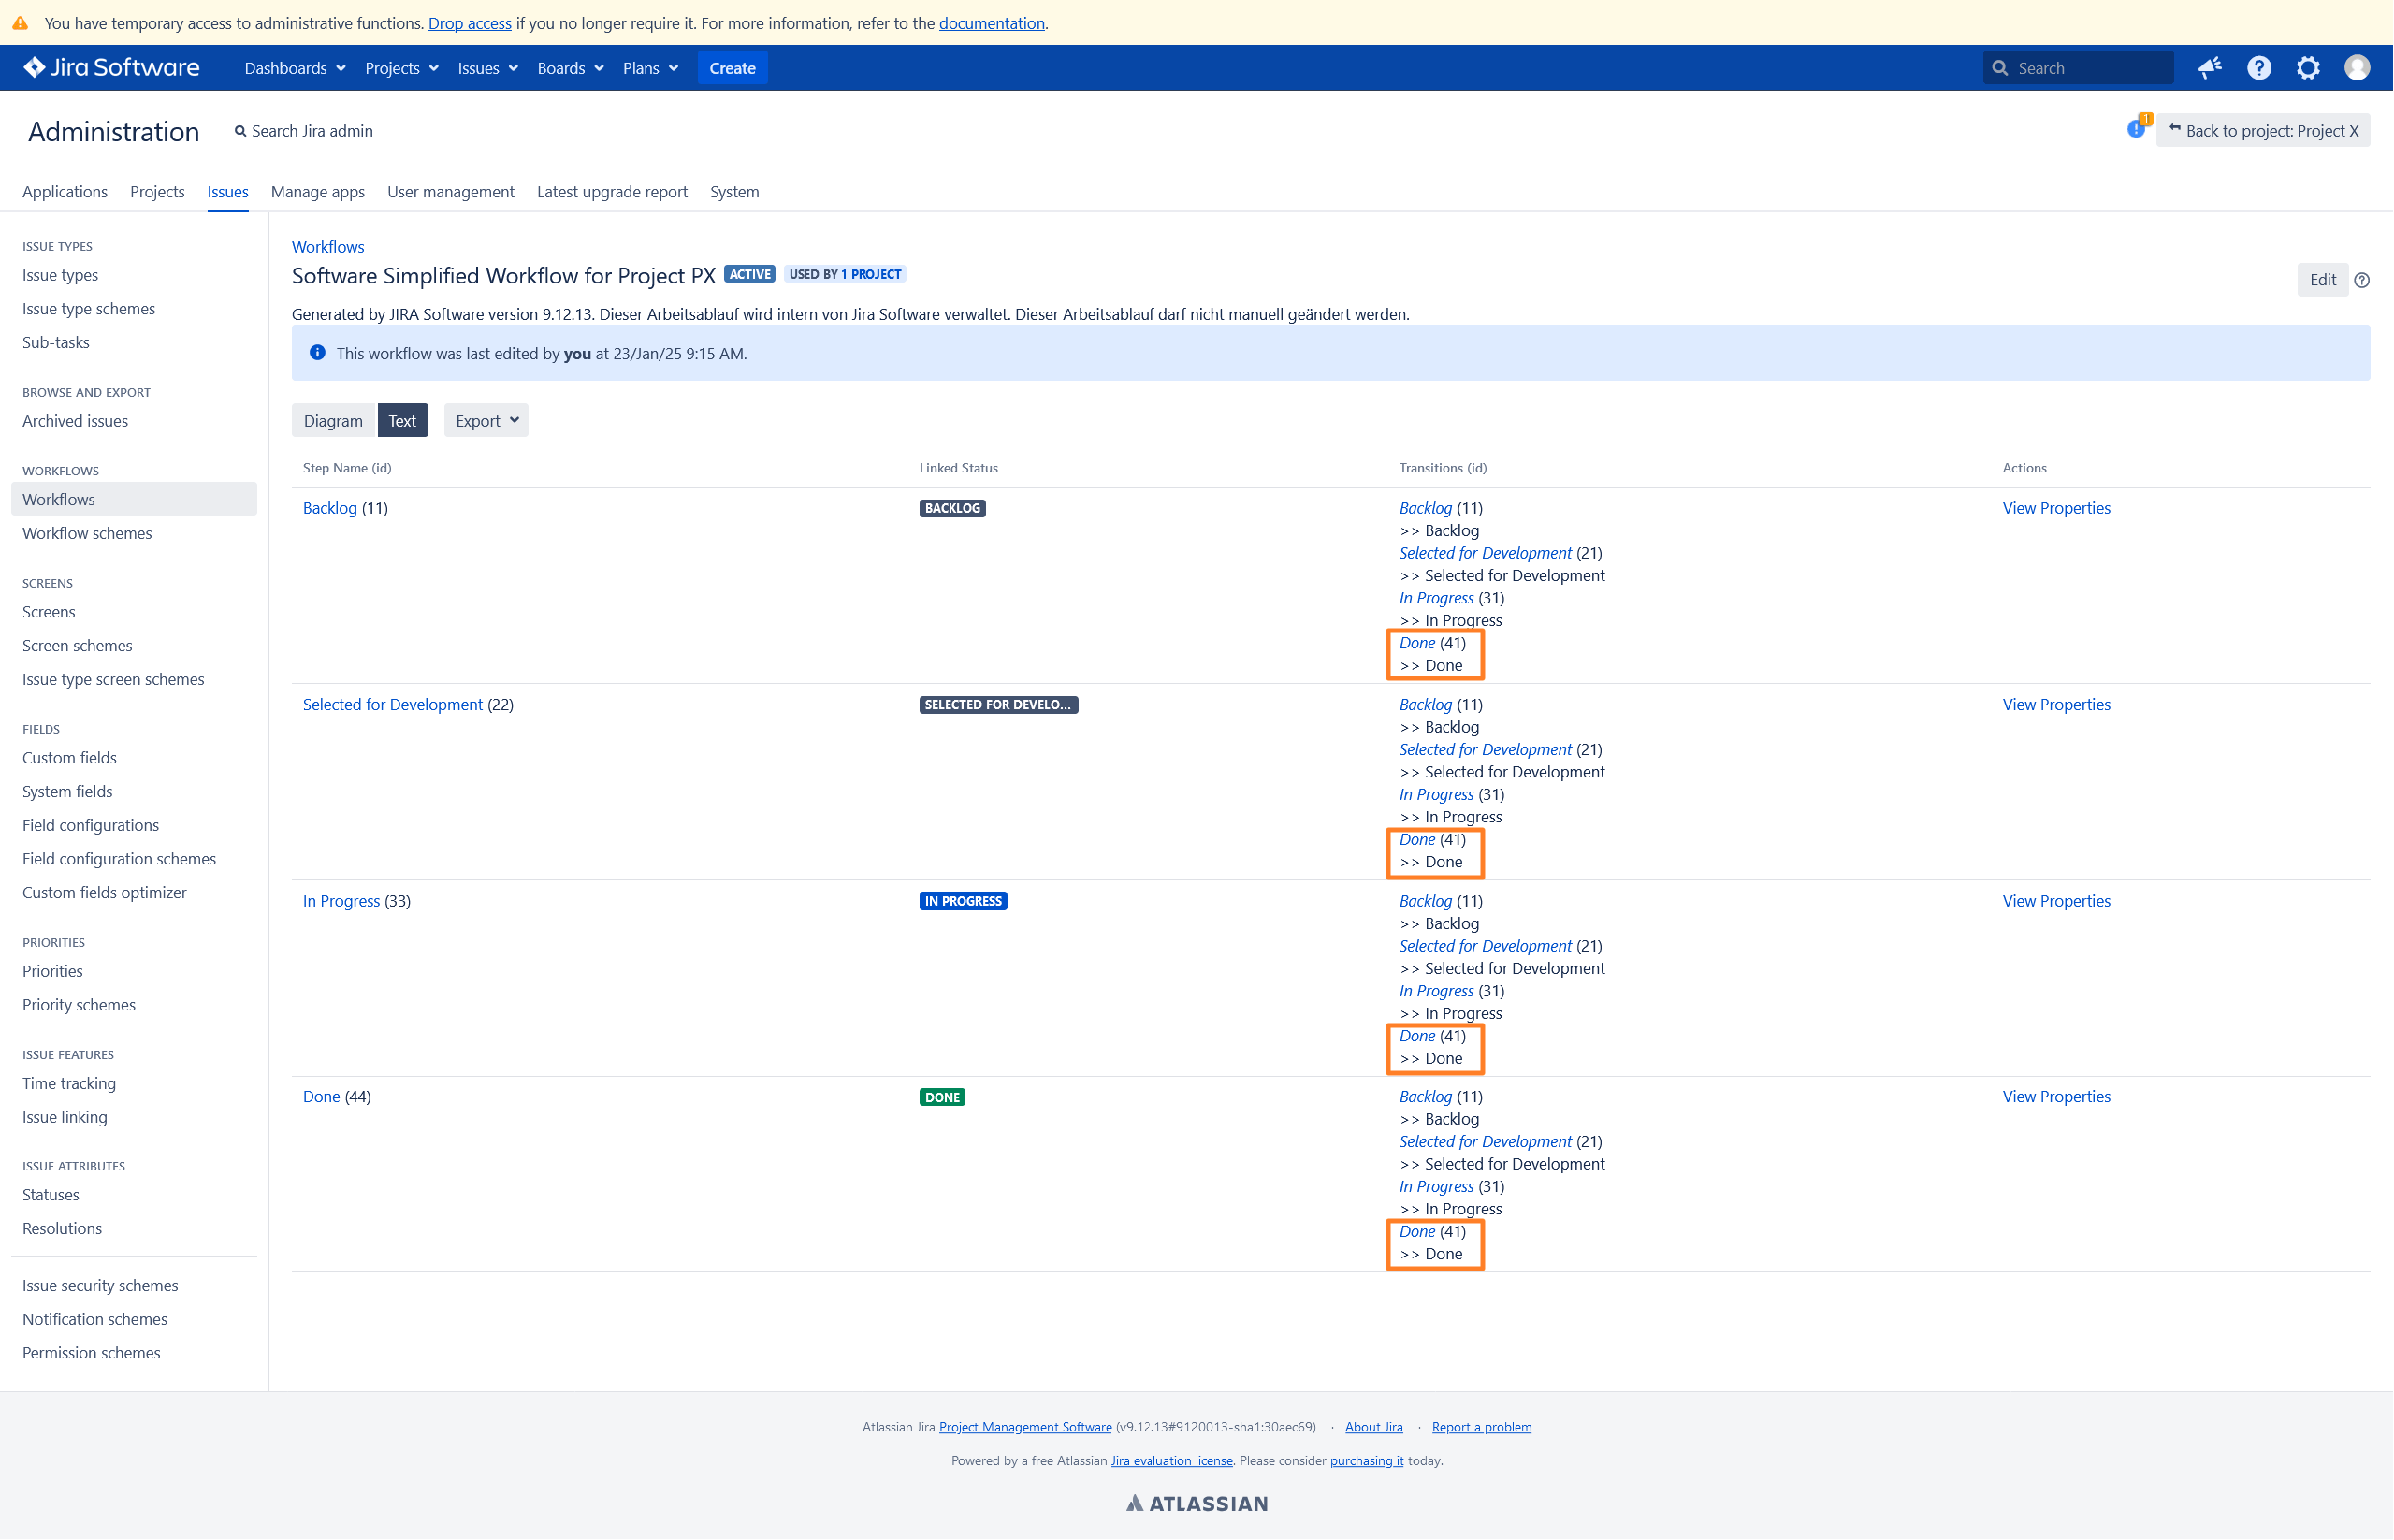 You have temporary access to administrative functions. Drop access if you no longer require it. For more information, refer to the documentation.
Jira Software Dashboards Projects Issues Boards Plans Create Search
Administration Search Jira admin 1 Back to project: Project X
Applications Projects Issues Manage apps User management Latest upgrade report System
ISSUE TYPES
Issue types
Issue type schemes
Sub-tasks
BROWSE AND EXPORT
Archived issues
WORKFLOWS
Workflows
Workflow schemes
SCREENS
Screens
Screen schemes
Issue type screen schemes
FIELDS
Custom fields
System fields
Field configurations
Field configuration schemes
Custom fields optimizer
PRIORITIES
Priorities
Priority schemes
ISSUE FEATURES
Time tracking
Issue linking
ISSUE ATTRIBUTES
Statuses
Resolutions
Issue security schemes
Notification schemes
Permission schemes
Workflows
Software Simplified Workflow for Project PX ACTIVE USED BY 1 PROJECT Edit
Generated by JIRA Software version 9.12.13. Dieser Arbeitsablauf wird intern von Jira Software verwaltet. Dieser Arbeitsablauf darf nicht manuell geändert werden.
This workflow was last edited by you at 23/Jan/25 9:15 AM.
Diagram Text Export
Step Name (id) Linked Status Transitions (id) Actions
Backlog (11) BACKLOG Backlog (11) View Properties
>> Backlog
Selected for Development (21)
>> Selected for Development
In Progress (31)
>> In Progress
Done (41)
>> Done
Selected for Development (22) SELECTED FOR DEVELO... Backlog (11) View Properties
>> Backlog
Selected for Development (21)
>> Selected for Development
In Progress (31)
>> In Progress
Done (41)
>> Done
In Progress (33) IN PROGRESS Backlog (11) View Properties
>> Backlog
Selected for Development (21)
>> Selected for Development
In Progress (31)
>> In Progress
Done (41)
>> Done
Done (44) DONE Backlog (11) View Properties
>> Backlog
Selected for Development (21)
>> Selected for Development
In Progress (31)
>> In Progress
Done (41)
>> Done
Atlassian Jira Project Management Software (v9.12.13#9120013-sha1:30aec69) · About Jira · Report a problem
Powered by a free Atlassian Jira evaluation license. Please consider purchasing it today.
ATLASSIAN